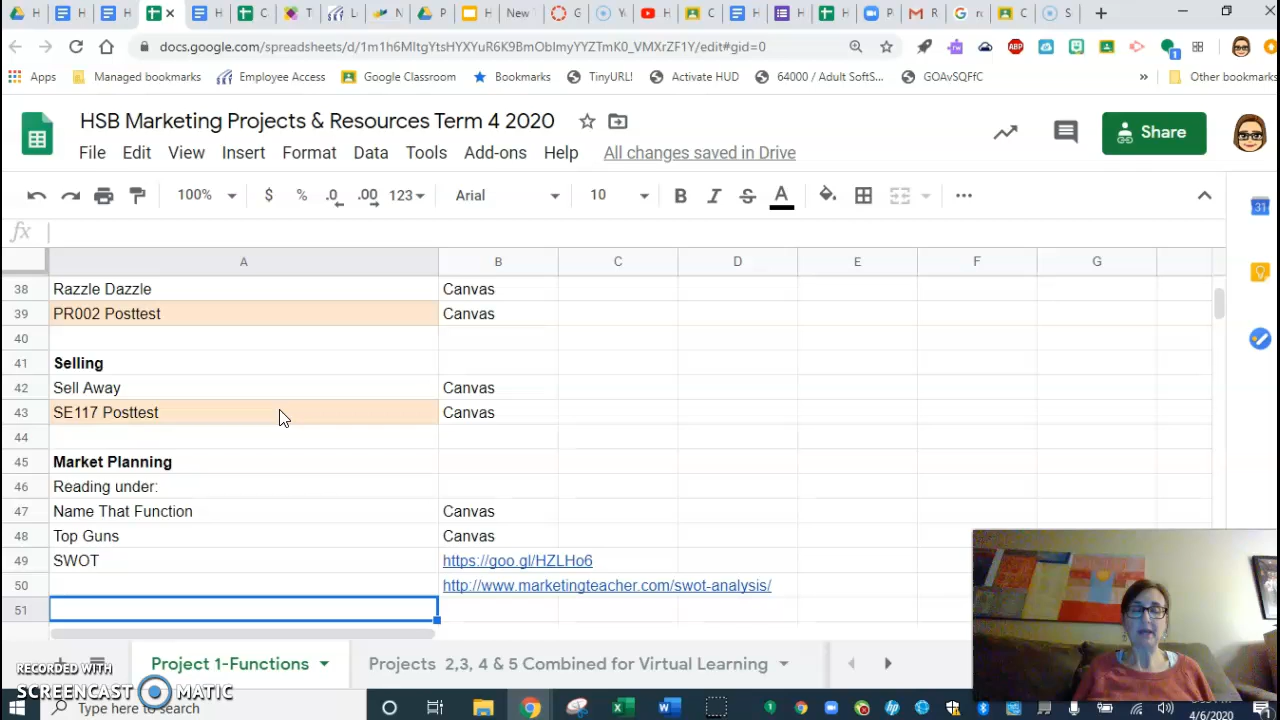 H
H
H
×
H
C
T
L
N
P
H
New T
G
Y
H
C
H
H
H
P
R
r
C
S
docs.google.com/spreadsheets/d/1m1h6MltgYtsHYXYuR6K9BmOblmyYYZTmK0_VMXrZF1Y/edit#gid=0
Apps
Managed bookmarks
Employee Access
Google Classro...
Bookmarks
TinyURL!
Activate HUD
64000 / Adult SoftS...
GOAvSQFfC
»
Other bookmarks
HSB Marketing Projects & Resources Term 4 2020
Share
File Edit View Insert Format Data Tools Add-ons Help All changes saved in Drive
100% $ % .0 .00 123 Arial 10 B I S A
fx
A B C D E F G
38 Razzle Dazzle Canvas
39 PR002 Posttest Canvas
40
41 Selling
42 Sell Away Canvas
43 SE117 Posttest Canvas
44
45 Market Planning
46 Reading under:
47 Name That Function Canvas
48 Top Guns Canvas
49 SWOT https://goo.gl/HZLHo6
50 http://www.marketingteacher.com/swot-analysis/
51
Project 1-Functions
Projects 2,3, 4 & 5 Combined for Virtual Learning
RECORDED WITH
SCREENCAST MATIC
Type here to search
4/6/2020